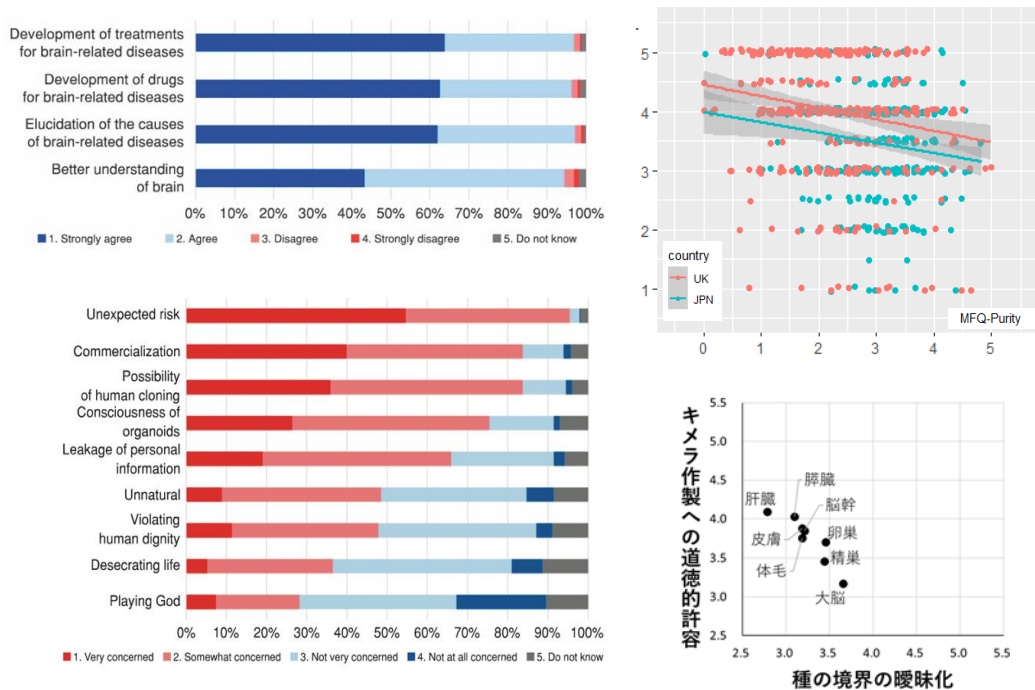 Development of treatments
for brain-related diseases
Development of drugs
for brain-related diseases
Elucidation of the causes
of brain-related diseases
Better understanding
of brain
0% 10% 20% 30% 40% 50% 60% 70% 80% 90% 100%
1. Strongly agree 2. Agree 3. Disagree 4. Strongly disagree 5. Do not know
5
4
3
2
1
country
UK
JPN
MFQ-Purity
0 1 2 3 4 5
Unexpected risk
Commercialization
Possibility
of human cloning
Consciousness of
organoids
Leakage of personal
information
Unnatural
Violating
human dignity
Desecrating life
Playing God
0% 10% 20% 30% 40% 50% 60% 70% 80% 90% 100%
1. Very concerned 2. Somewhat concerned 3. Not very concerned 4. Not at all concerned 5. Do not know
キメラ作製への道徳的許容
5.5
5.0
4.5
4.0
3.5
3.0
2.5
膵臓
肝臓
脳幹
皮膚
卵巣
精巣
体毛
大脳
2.5 3.0 3.5 4.0 4.5 5.0 5.5
種の境界の曖昧化